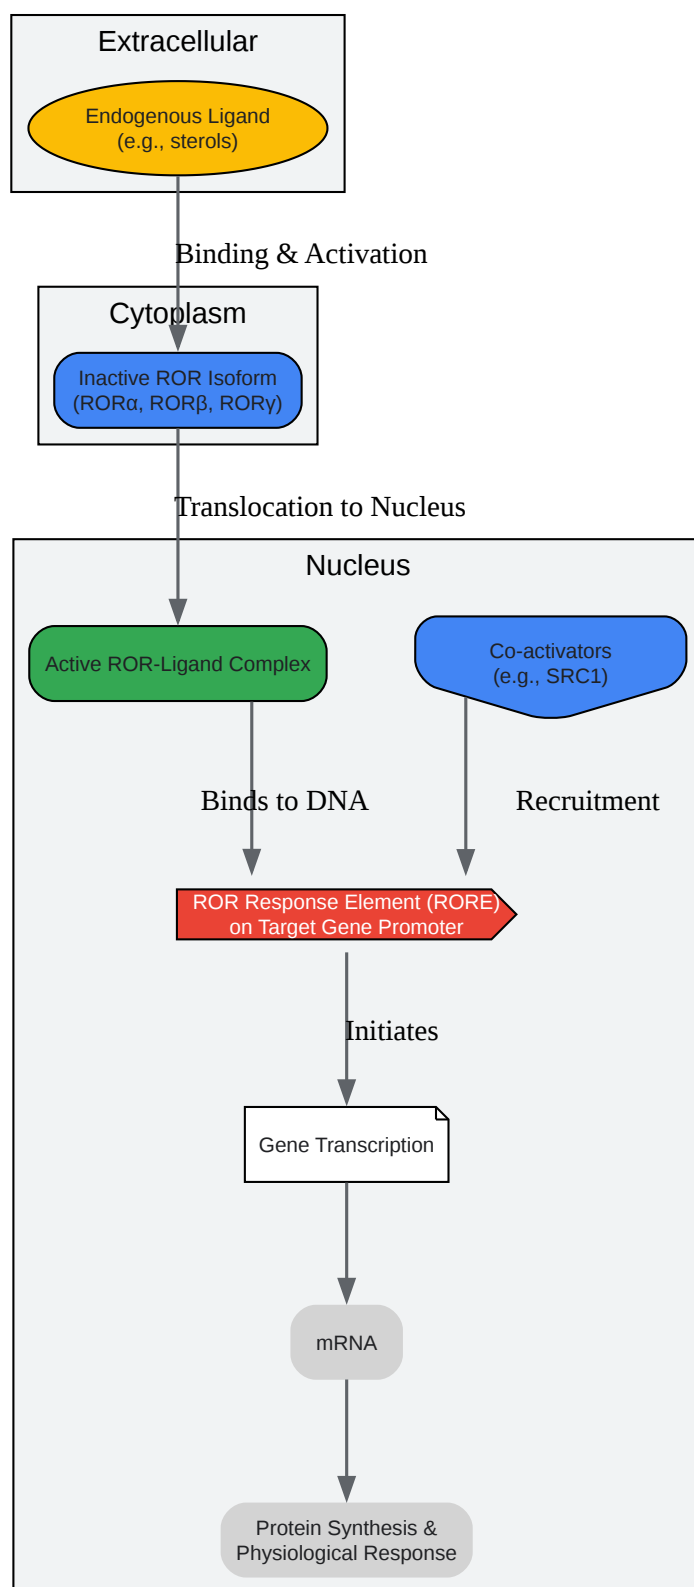 Extracellular
Endogenous Ligand
(e.g., sterols)
Binding & Activation
Cytoplasm
Inactive ROR Isoform
(RORα, RORβ, RORγ)
Translocation to Nucleus
Nucleus
Active ROR-Ligand Complex
Co-activators
(e.g., SRC1)
Binds to DNA
Recruitment
ROR Response Element (RORE)
on Target Gene Promoter
Initiates
Gene Transcription
mRNA
Protein Synthesis &
Physiological Response